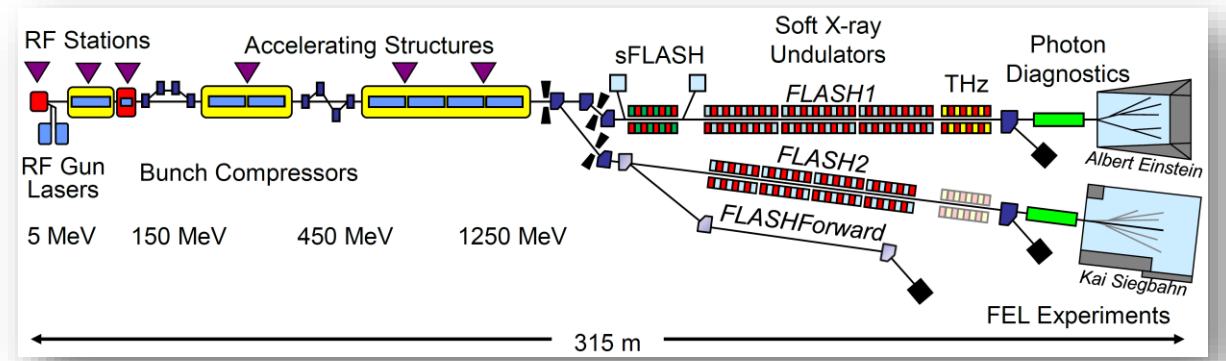 RF Stations
Accelerating Structures
sFLASH
Soft X-ray
Undulators
THz
Photon
Diagnostics
FLASH1
Albert Einstein
RF Gun
Lasers
Bunch Compressors
FLASH2
FLASHForward
5 MeV
150 MeV
450 MeV
1250 MeV
Kai Siegbahn
FEL Experiments
315 m